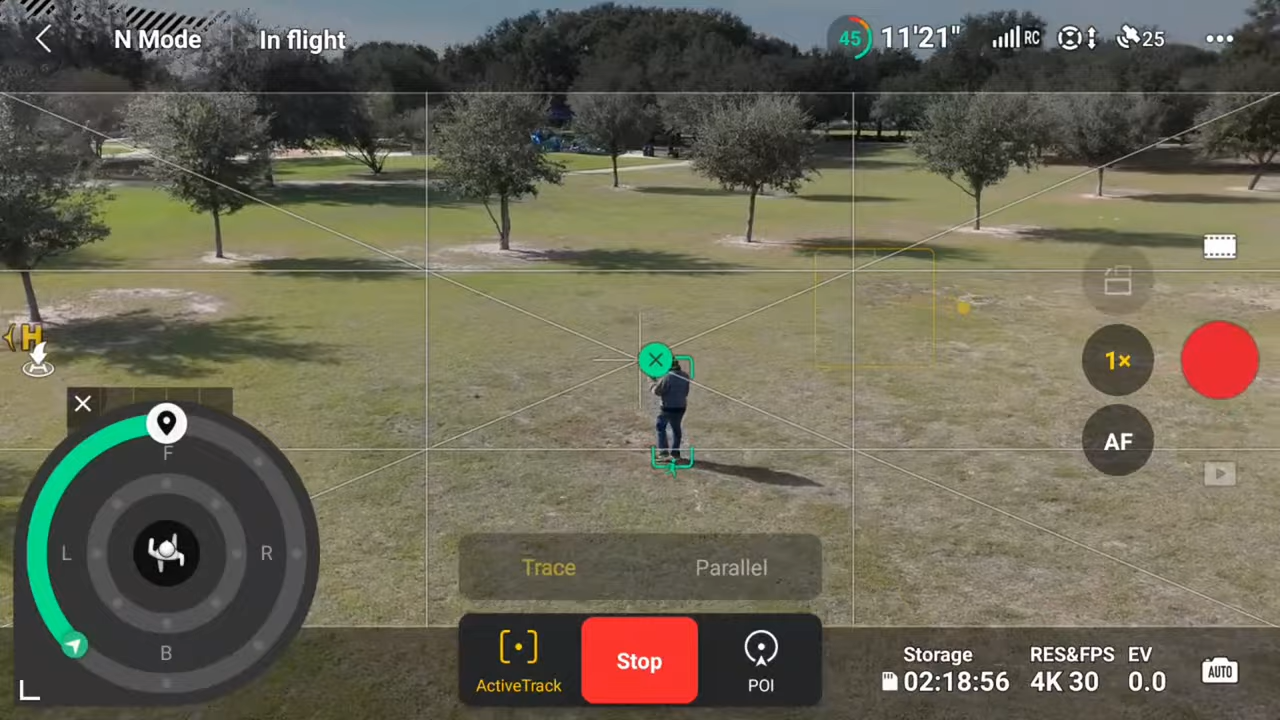 N Mode
In flight
45
11'21"
RC
25
H
1×
AF
F
L
R
B
Trace
Parallel
ActiveTrack
Stop
POI
Storage
02:18:56
RES&FPS
4K 30
EV
0.0
AUTO